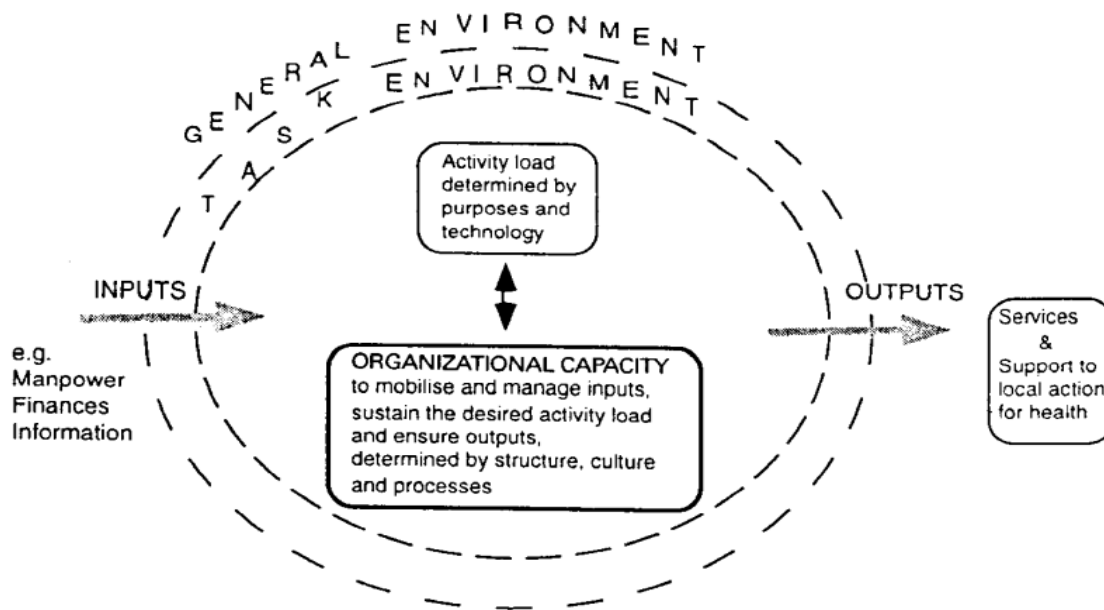 GENERAL ENVIRONMENT
TASK ENVIRONMENT
Activity load
determined by
purposes and
technology
INPUTS
OUTPUTS
e.g.
Manpower
Finances
Information
ORGANIZATIONAL CAPACITY
to mobilise and manage inputs,
sustain the desired activity load
and ensure outputs,
determined by structure, culture
and processes
Services
&
Support to
local action
for health